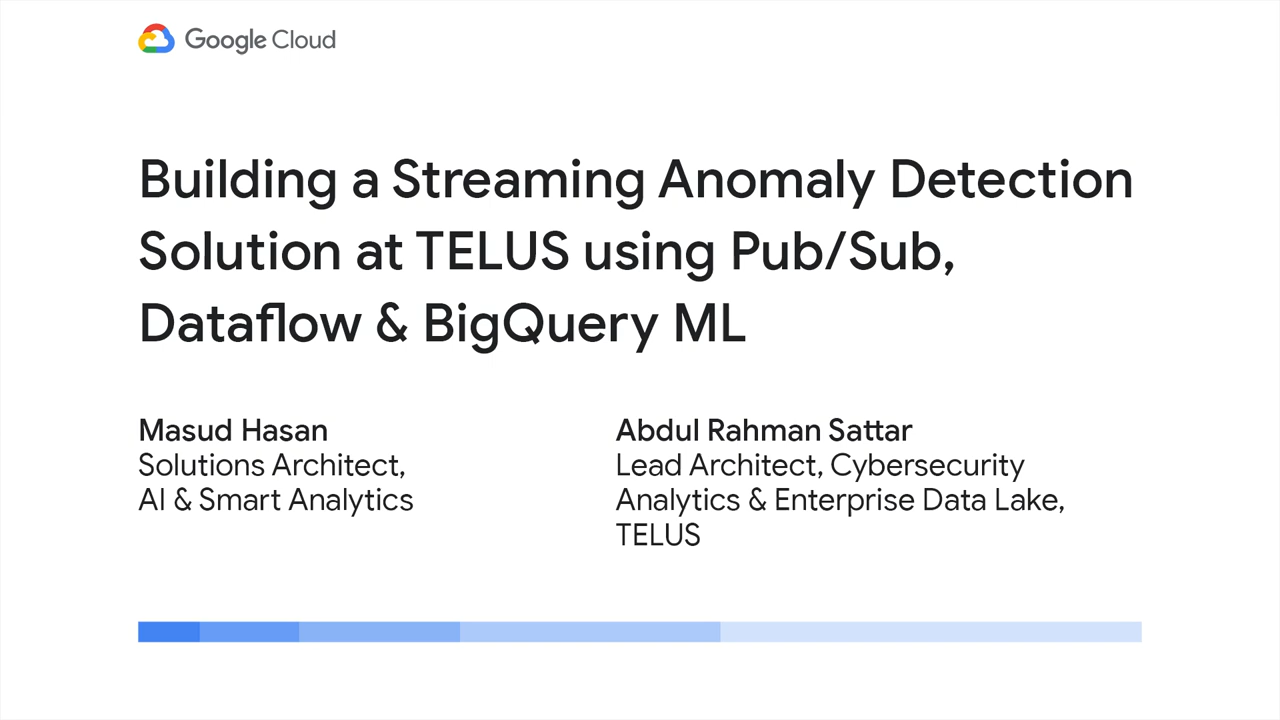 Google Cloud
Building a Streaming Anomaly Detection
Solution at TELUS using Pub/Sub,
Dataflow & BigQuery ML
Masud Hasan
Solutions Architect,
AI & Smart Analytics
Abdul Rahman Sattar
Lead Architect, Cybersecurity
Analytics & Enterprise Data Lake,
TELUS